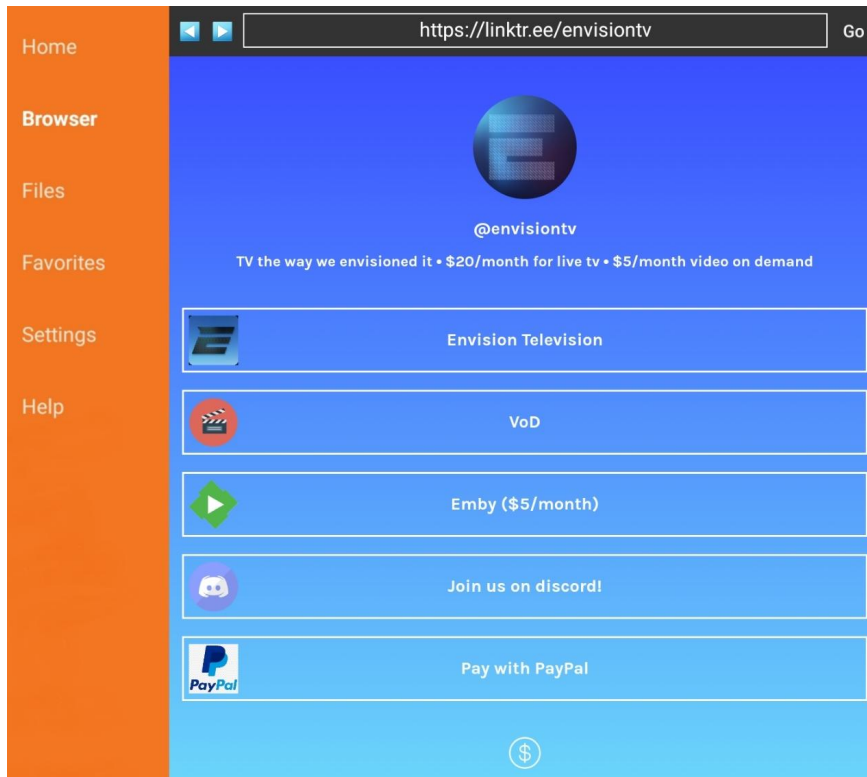 Home
Browser
Files
Favorites
Settings
Help
https://linktr.ee/envisiontv
Go
E
@envisiontv
TV the way we envisioned it • $20/month for live tv • $5/month video on demand
E
Envision Television
VoD
Emby ($5/month)
Join us on discord!
PayPal
Pay with PayPal
$